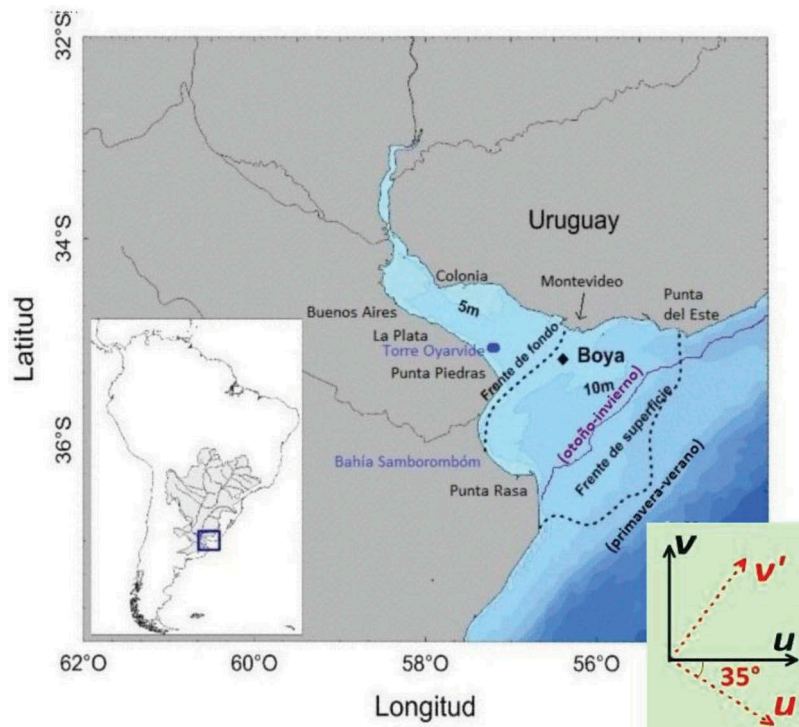 32°S
34°S
36°S
Latitud
Uruguay
Colonia
Montevideo
Punta
del Este
5m
Buenos Aires
La Plata
Torre Oyarvide
Punta Piedras
Frente de fondo
Boya
10m
(otoño-invierno)
Frente de superficie
(primavera-verano)
Bahía Samborombóm
Punta Rasa
v
v'
u
35°
u
62°O
60°O
58°O
56°O
Longitud